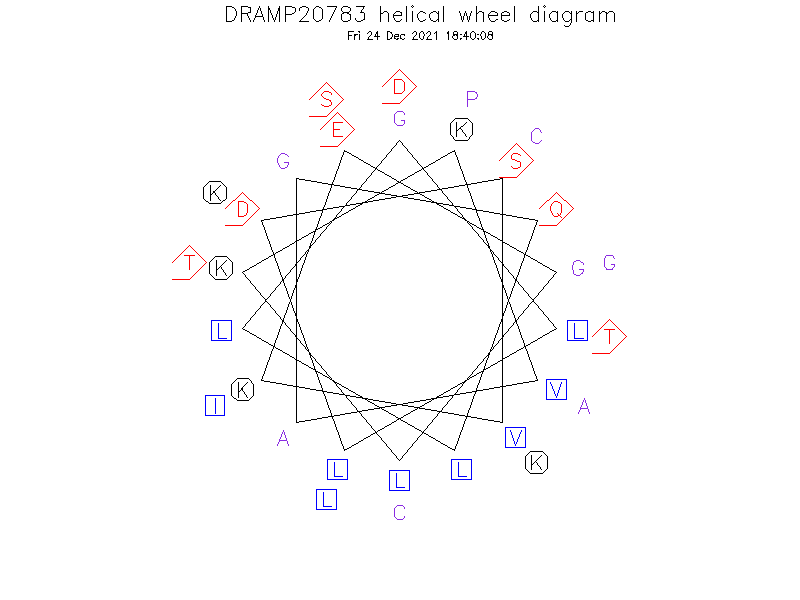 DRAMP20783 helical wheel diagram
Fri 24 Dec 2021 18:40:08
D
S
P
G
E
K
C
G
S
K
D
Q
T
K
G
G
L
L
T
I
K
V
A
A
V
L
L
L
K
L
C